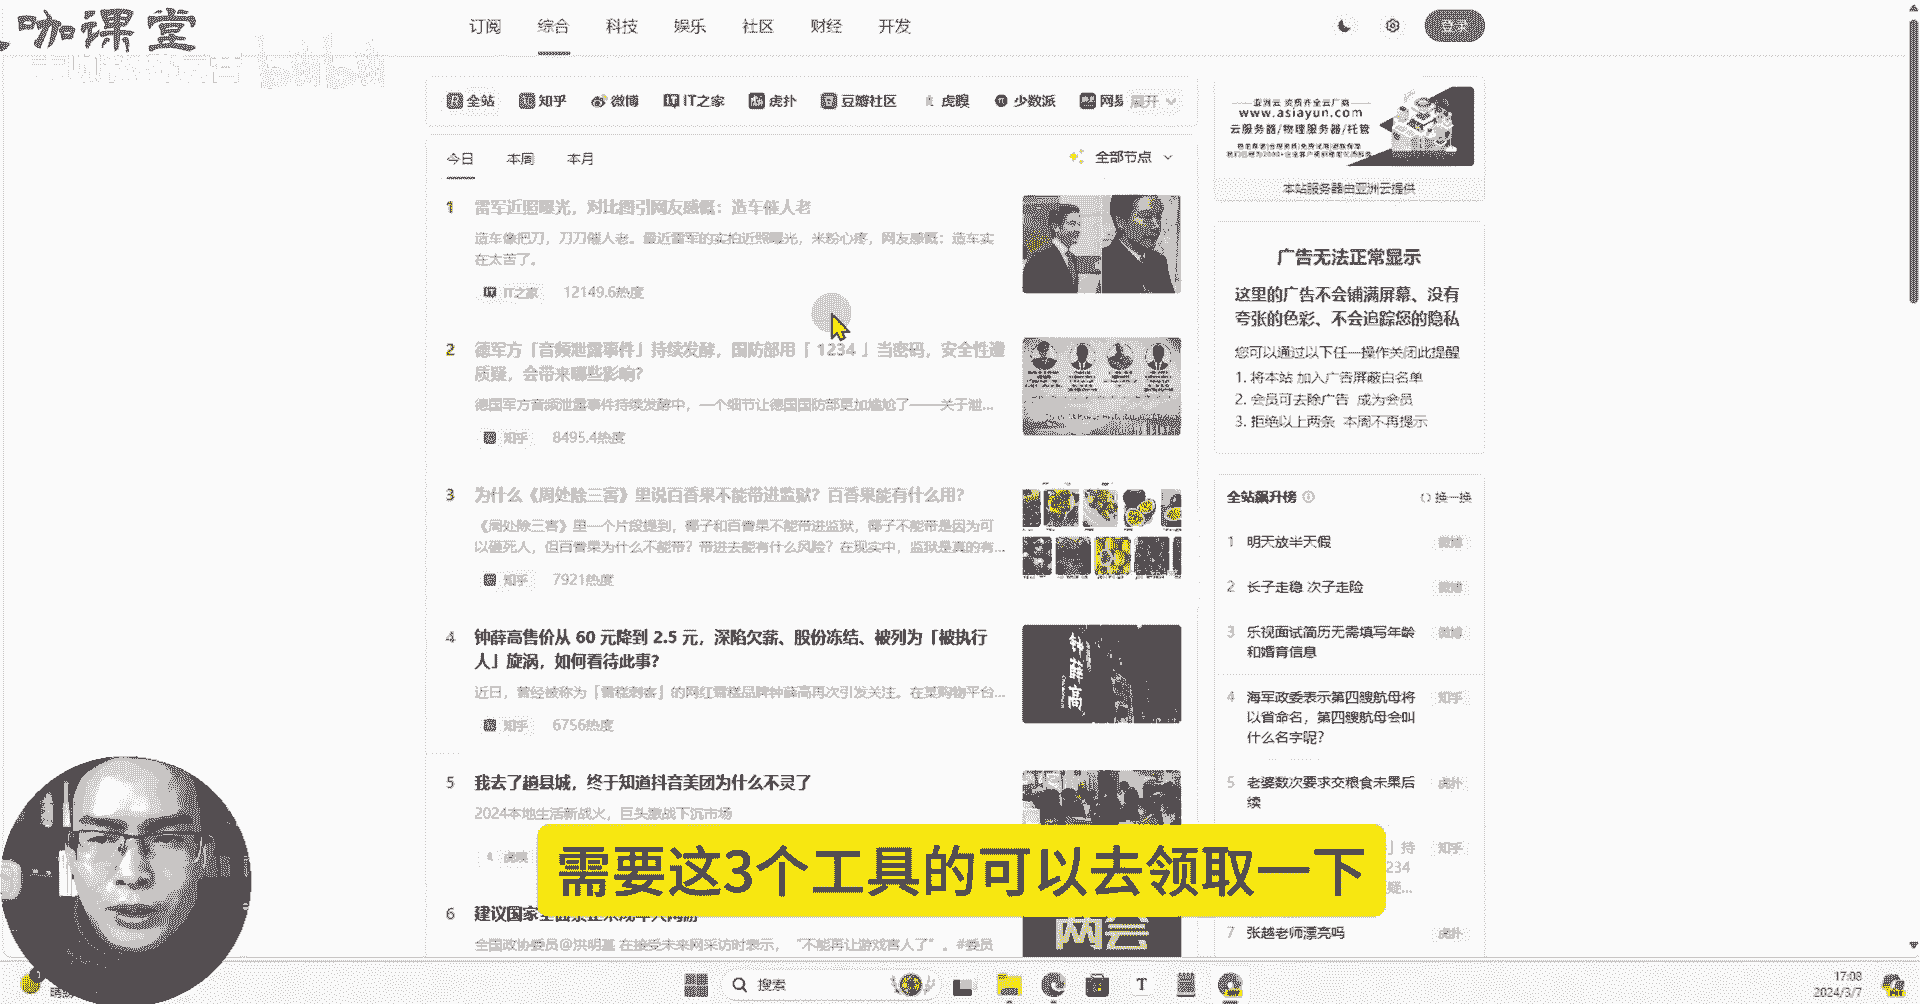 咖课堂
bilibili
订阅 综合 科技 娱乐 社区 财经 开发
登录
全站 知乎 微博 IT之家 虎扑 豆瓣社区 虎嗅 少数派 网易 展开
今日 本周 本月
全部节点
1 雷军近照曝光，对比图引网友感慨：造车催人老
造车像把刀，刀刀催人老。最近雷军的实拍近照曝光，米粉心疼，网友感慨：造车实
在太苦了。
IT之家 12149.6热度
2 德军方「音频泄露事件」持续发酵，国防部用「 1234 」当密码，安全性遭
质疑，会带来哪些影响？
德国军方音频泄露事件持续发酵中，一个细节让德国国防部更加尴尬了——关于泄...
知乎 8495.4热度
3 为什么《周处除三害》里说百香果不能带进监狱？百香果能有什么用？
《周处除三害》里一个片段提到，椰子和百香果不能带进监狱，椰子不能带是因为可
以砸死人，但百香果为什么不能带？带进去能有什么风险？在现实中，监狱是真的有...
知乎 7921热度
4 钟薛高售价从 60 元降到 2.5 元，深陷欠薪、股份冻结、被列为「被执行
人」旋涡，如何看待此事？
近日，曾经被称为「雪糕刺客」的网红雪糕品牌钟薛高再次引发关注。在某购物平台...
知乎 6756热度
钟薛高
5 我去了趟县城，终于知道抖音美团为什么不灵了
2024本地生活新战火，巨头激战下沉市场
虎嗅
6 建议国家
全国政协委员@洪明基 在接受未来网采访时表示，“不能再让游戏害人了”。#委员
两会
亚洲云 资质齐全云厂商
www.asiayun.com
云服务器/物理服务器/托管
本站服务器由亚洲云提供
广告无法正常显示
这里的广告不会铺满屏幕、没有
夸张的色彩、不会追踪您的隐私
您可以通过以下任一操作关闭此提醒
1. 将本站 加入广告屏蔽白名单
2. 会员可去除广告 成为会员
3. 拒绝以上两条 本周不再提示
全站飙升榜 换一换
1 明天放半天假 微博
2 长子走稳 次子走险 微博
3 乐视面试简历无需填写年龄 微博
和婚育信息
4 海军政委表示第四艘航母将 知乎
以省命名，第四艘航母会叫
什么名字呢？
5 老婆数次要求交粮食未果后 虎扑
续
」持 知乎
234
疑...
7 张越老师漂亮吗 虎扑
需要这3个工具的可以去领取一下
搜索
17:08
2024/3/7